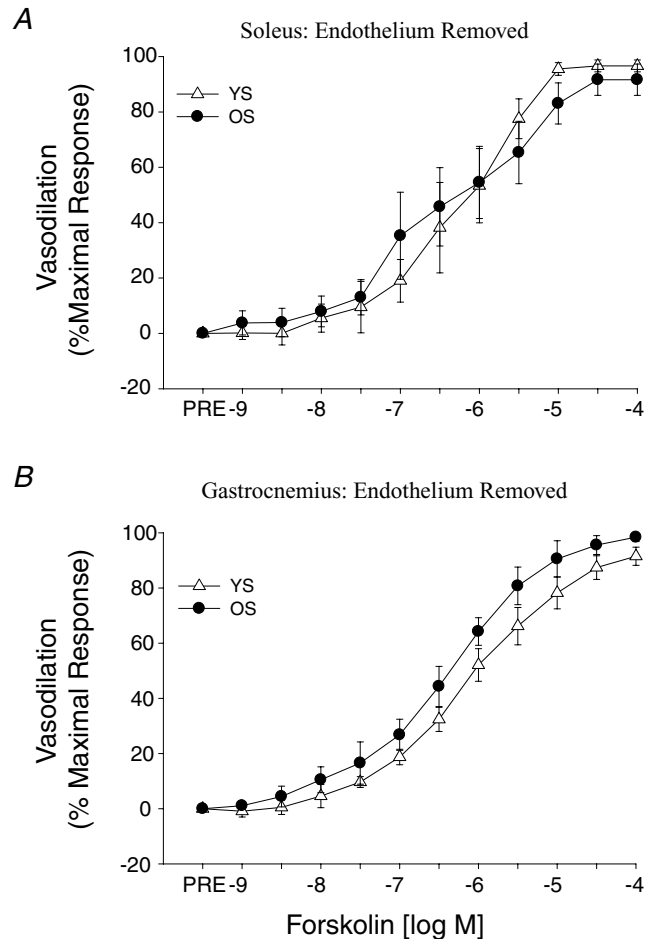 A
Soleus: Endothelium Removed
Vasodilation
(%Maximal Response)
100
80
60
40
20
0
-20
YS
OS
PRE -9 -8 -7 -6 -5 -4
B
Gastrocnemius: Endothelium Removed
Vasodilation
(% Maximal Response)
100
80
60
40
20
0
-20
YS
OS
PRE -9 -8 -7 -6 -5 -4
Forskolin [log M]